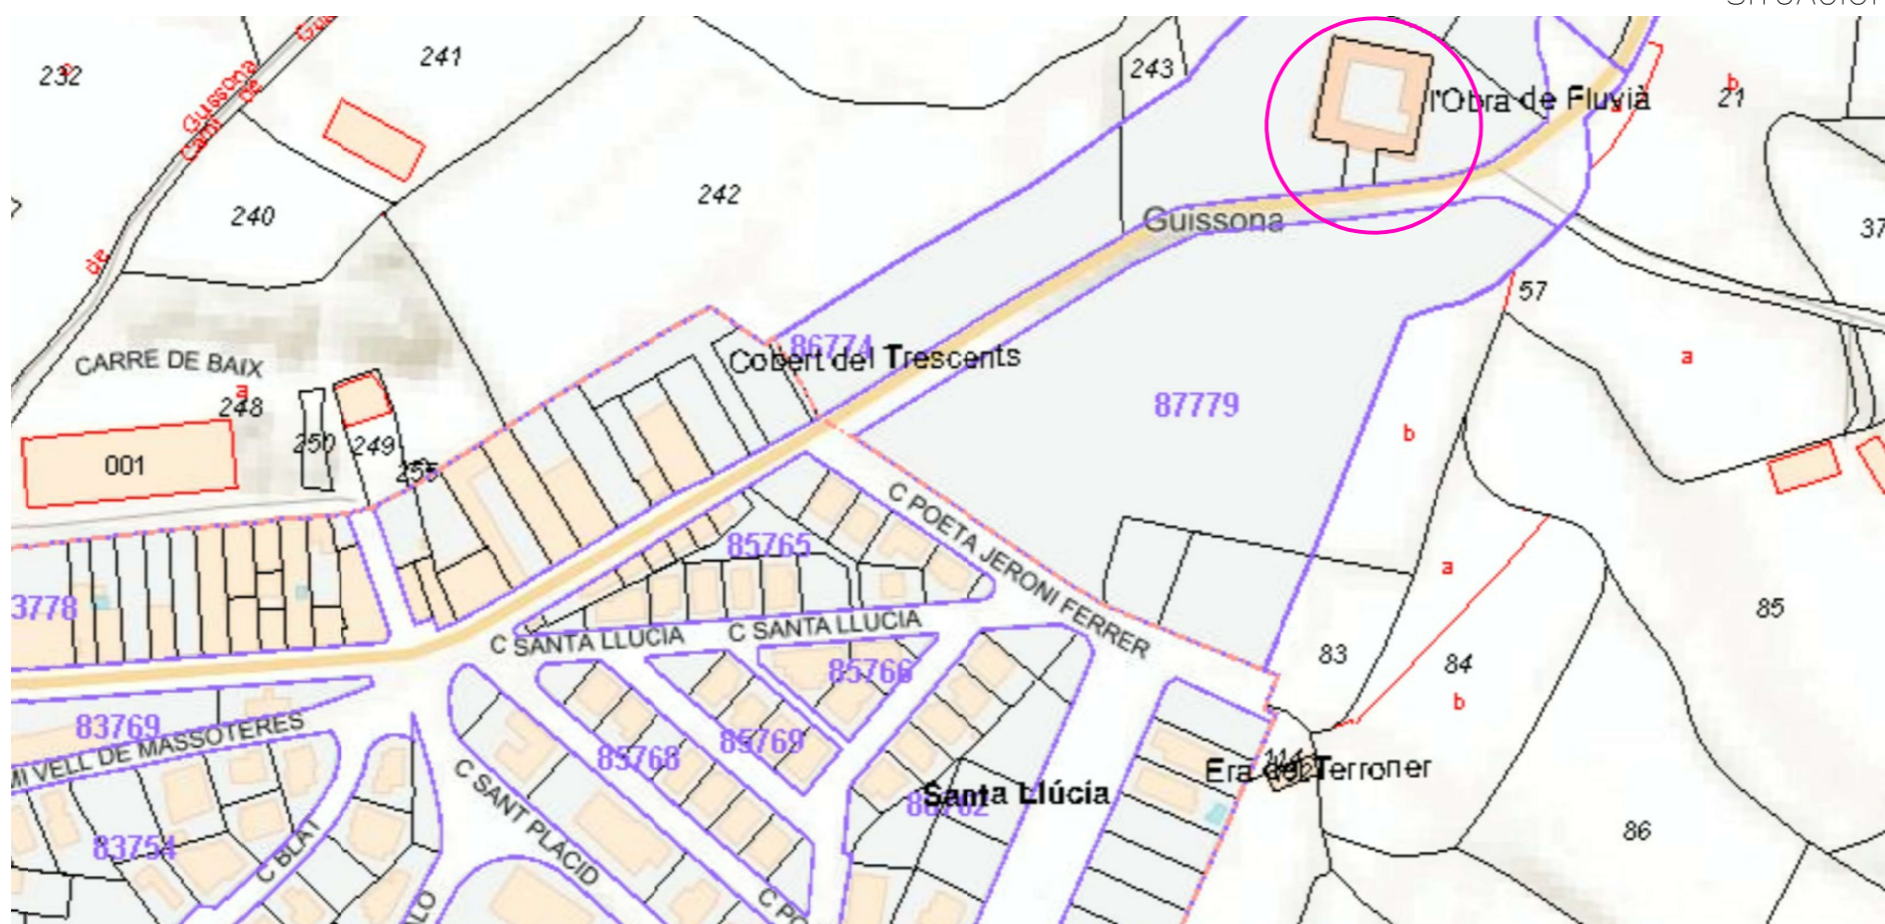 232
Guissona
de
Camí
de
241
240
242
243
l'Obra de Fluvià
b
21
37
Guissona
57
a
CARRE DE BAIX
a
248
001
250
249
255
86774
Cobert del Trescents
87779
b
C POETA JERONI FERRER
85765
a
3778
C SANTA LLUCIA
C SANTA LLUCIA
85766
83
84
b
85
83769
MI VELL DE MASSOTERES
85768
85769
Era del Terroner
Santa Llúcia
C SANT PLACID
83754
C BLAT
86